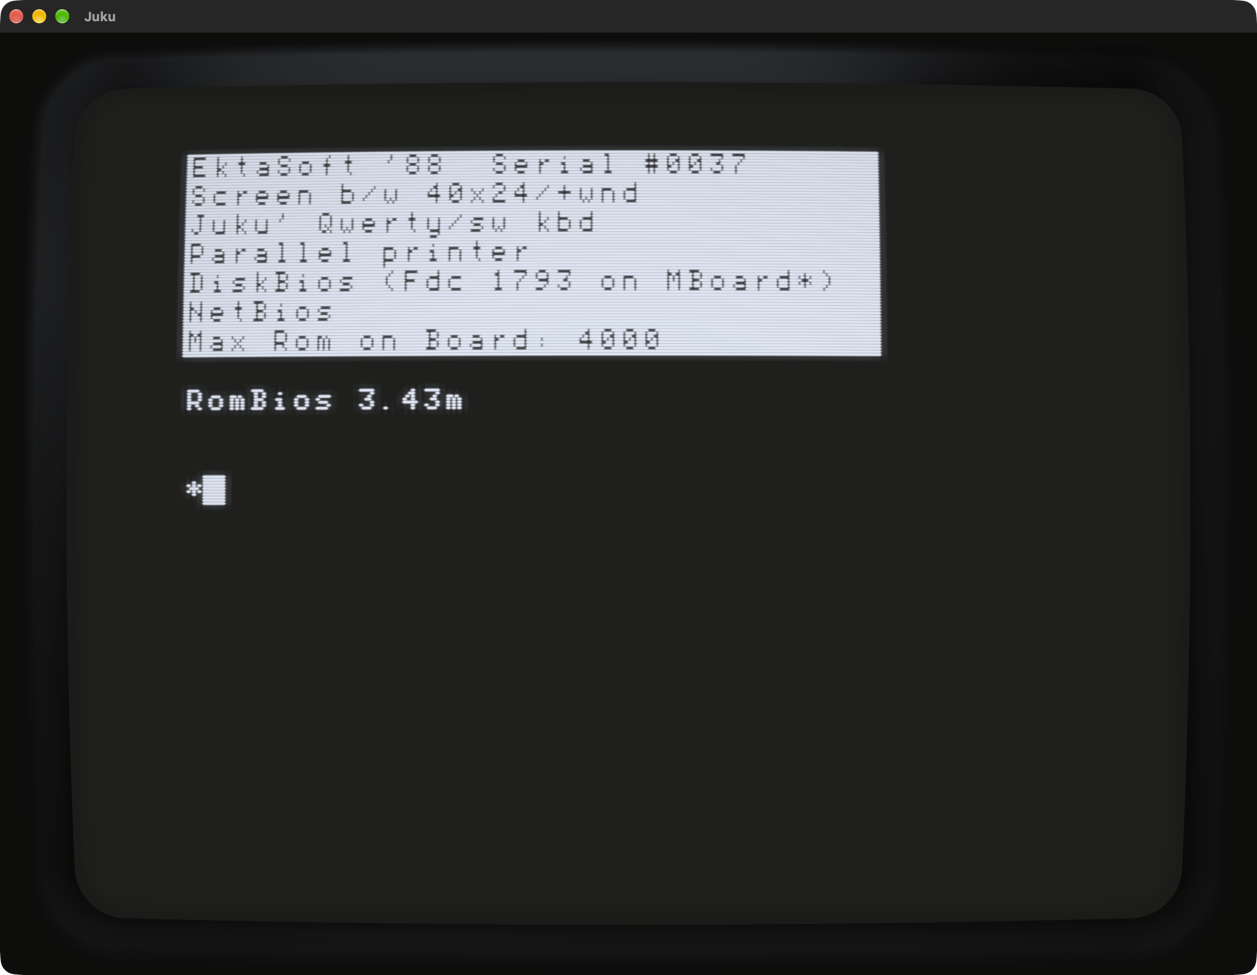 Juku
EktaSoft '88  Serial #0037
Screen b/w 40x24/+wnd
Juku' Qwerty/sw kbd
Parallel printer
DiskBios (Fdc 1793 on MBoard*)
NetBios
Max Rom on Board: 4000
RomBios 3.43m
*